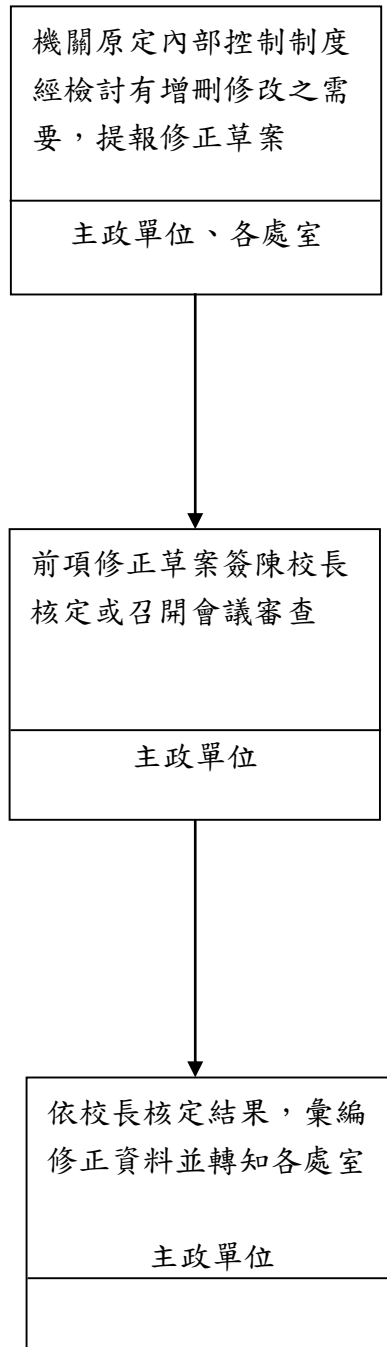 機關原定內部控制制度
經檢討有增刪修改之需
要，提報修正草案
主政單位、各處室
前項修正草案簽陳校長
核定或召開會議審查
主政單位
依校長核定結果，彙編
修正資料並轉知各處室
主政單位